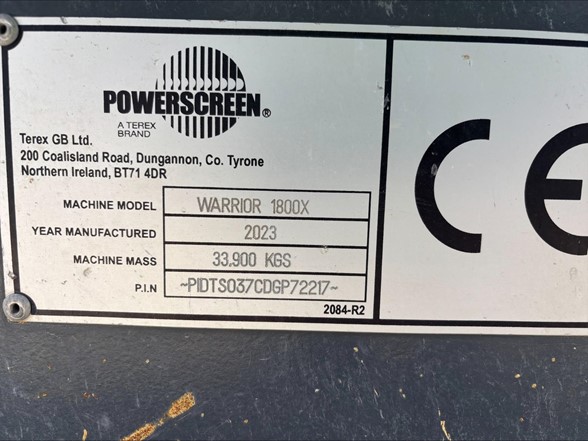 POWERSCREEN®
A TEREX
BRAND
Terex GB Ltd.
200 Coalisland Road, Dungannon, Co. Tyrone
Northern Ireland, BT71 4DR
MACHINE MODEL WARRIOR 1800X
YEAR MANUFACTURED 2023
MACHINE MASS 33,900 KGS
P.I.N ~PIDTS037CDGP72217~
2084-R2
CE